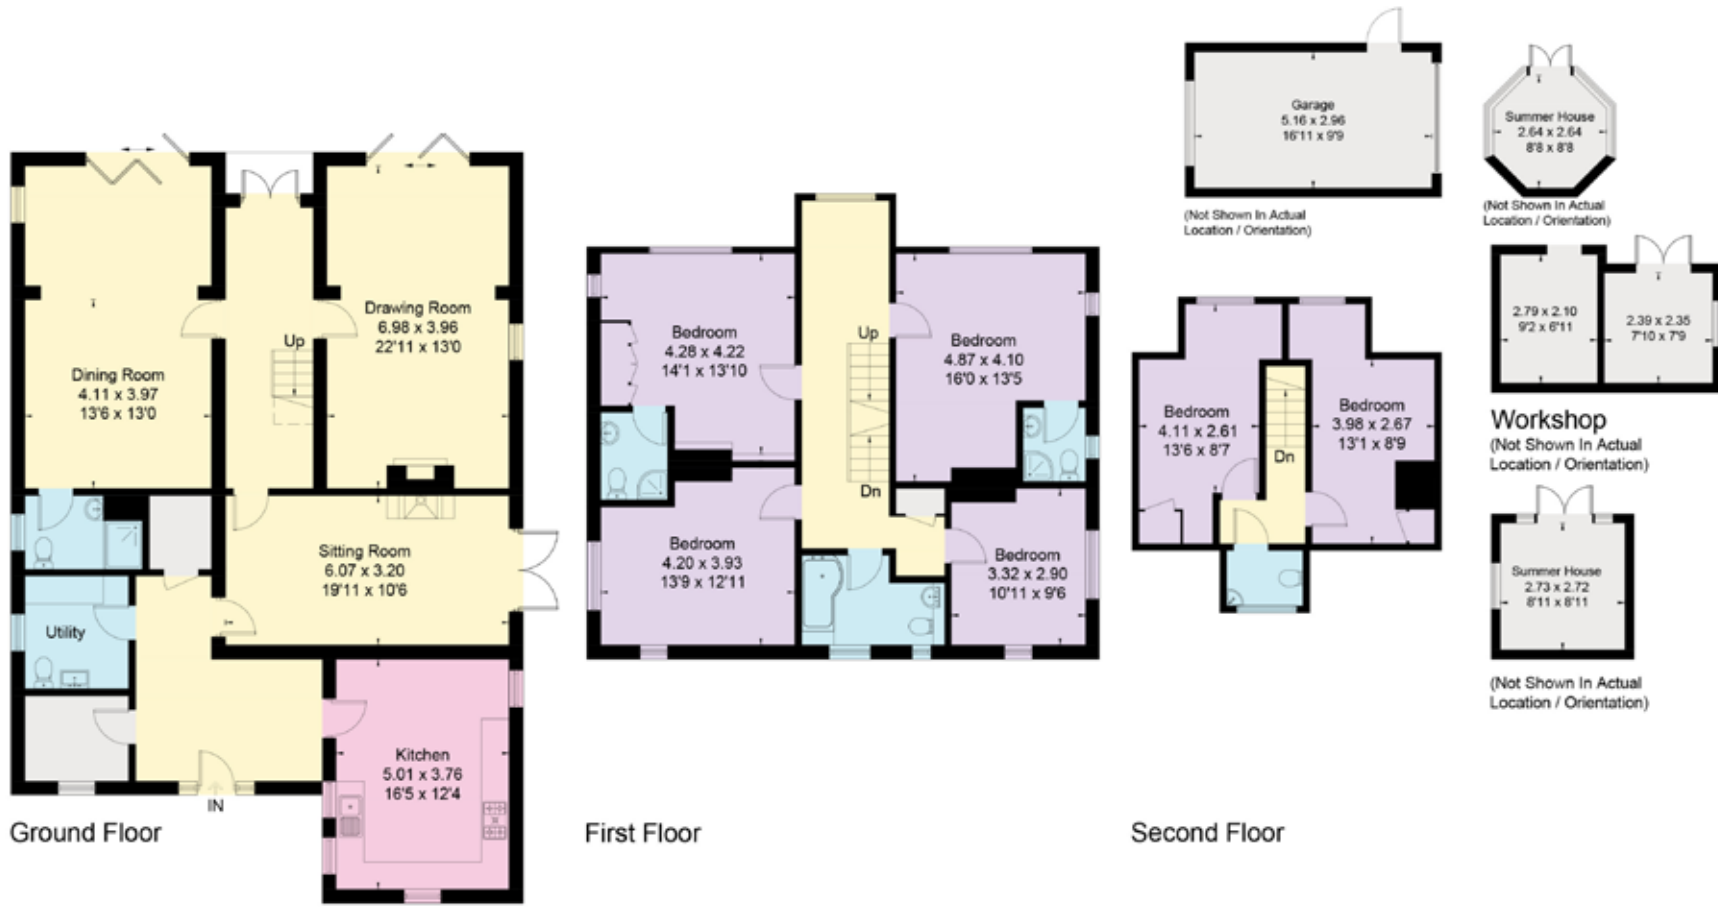 Dining Room
4.11 x 3.97
13'6 x 13'0
Up
Drawing Room
6.98 x 3.96
22'11 x 13'0
Sitting Room
6.07 x 3.20
19'11 x 10'6
Utility
Kitchen
5.01 x 3.76
16'5 x 12'4
IN
Ground Floor
Bedroom
4.28 x 4.22
14'1 x 13'10
Up
Dn
Bedroom
4.87 x 4.10
16'0 x 13'5
Bedroom
4.20 x 3.93
13'9 x 12'11
Bedroom
3.32 x 2.90
10'11 x 9'6
First Floor
Bedroom
4.11 x 2.61
13'6 x 8'7
Dn
Bedroom
3.98 x 2.67
13'1 x 8'9
Second Floor
Garage
5.16 x 2.96
16'11 x 9'9
(Not Shown In Actual
Location / Orientation)
Summer House
2.64 x 2.64
8'8 x 8'8
(Not Shown In Actual
Location / Orientation)
2.79 x 2.10
9'2 x 6'11
2.39 x 2.35
7'10 x 7'9
Workshop
(Not Shown In Actual
Location / Orientation)
Summer House
2.73 x 2.72
8'11 x 8'11
(Not Shown In Actual
Location / Orientation)